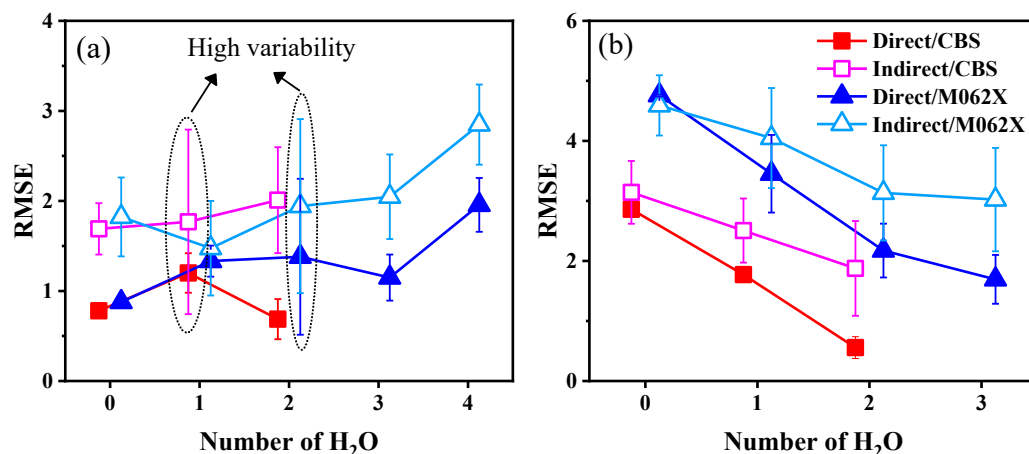 (a)
High variability
RMSE
4
3
2
1
0
0 1 2 3 4
Number of H₂O
(b)
Direct/CBS
Indirect/CBS
Direct/M062X
Indirect/M062X
RMSE
6
4
2
0
0 1 2 3
Number of H₂O